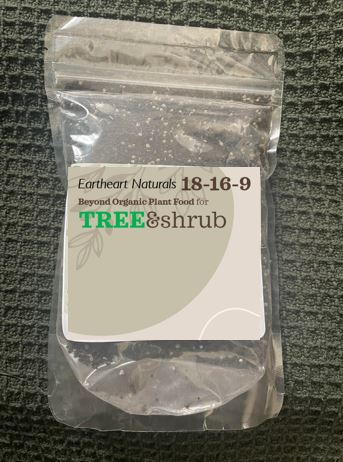 Eartheart Naturals 18-16-9
Beyond Organic Plant Food for
TREE&shrub